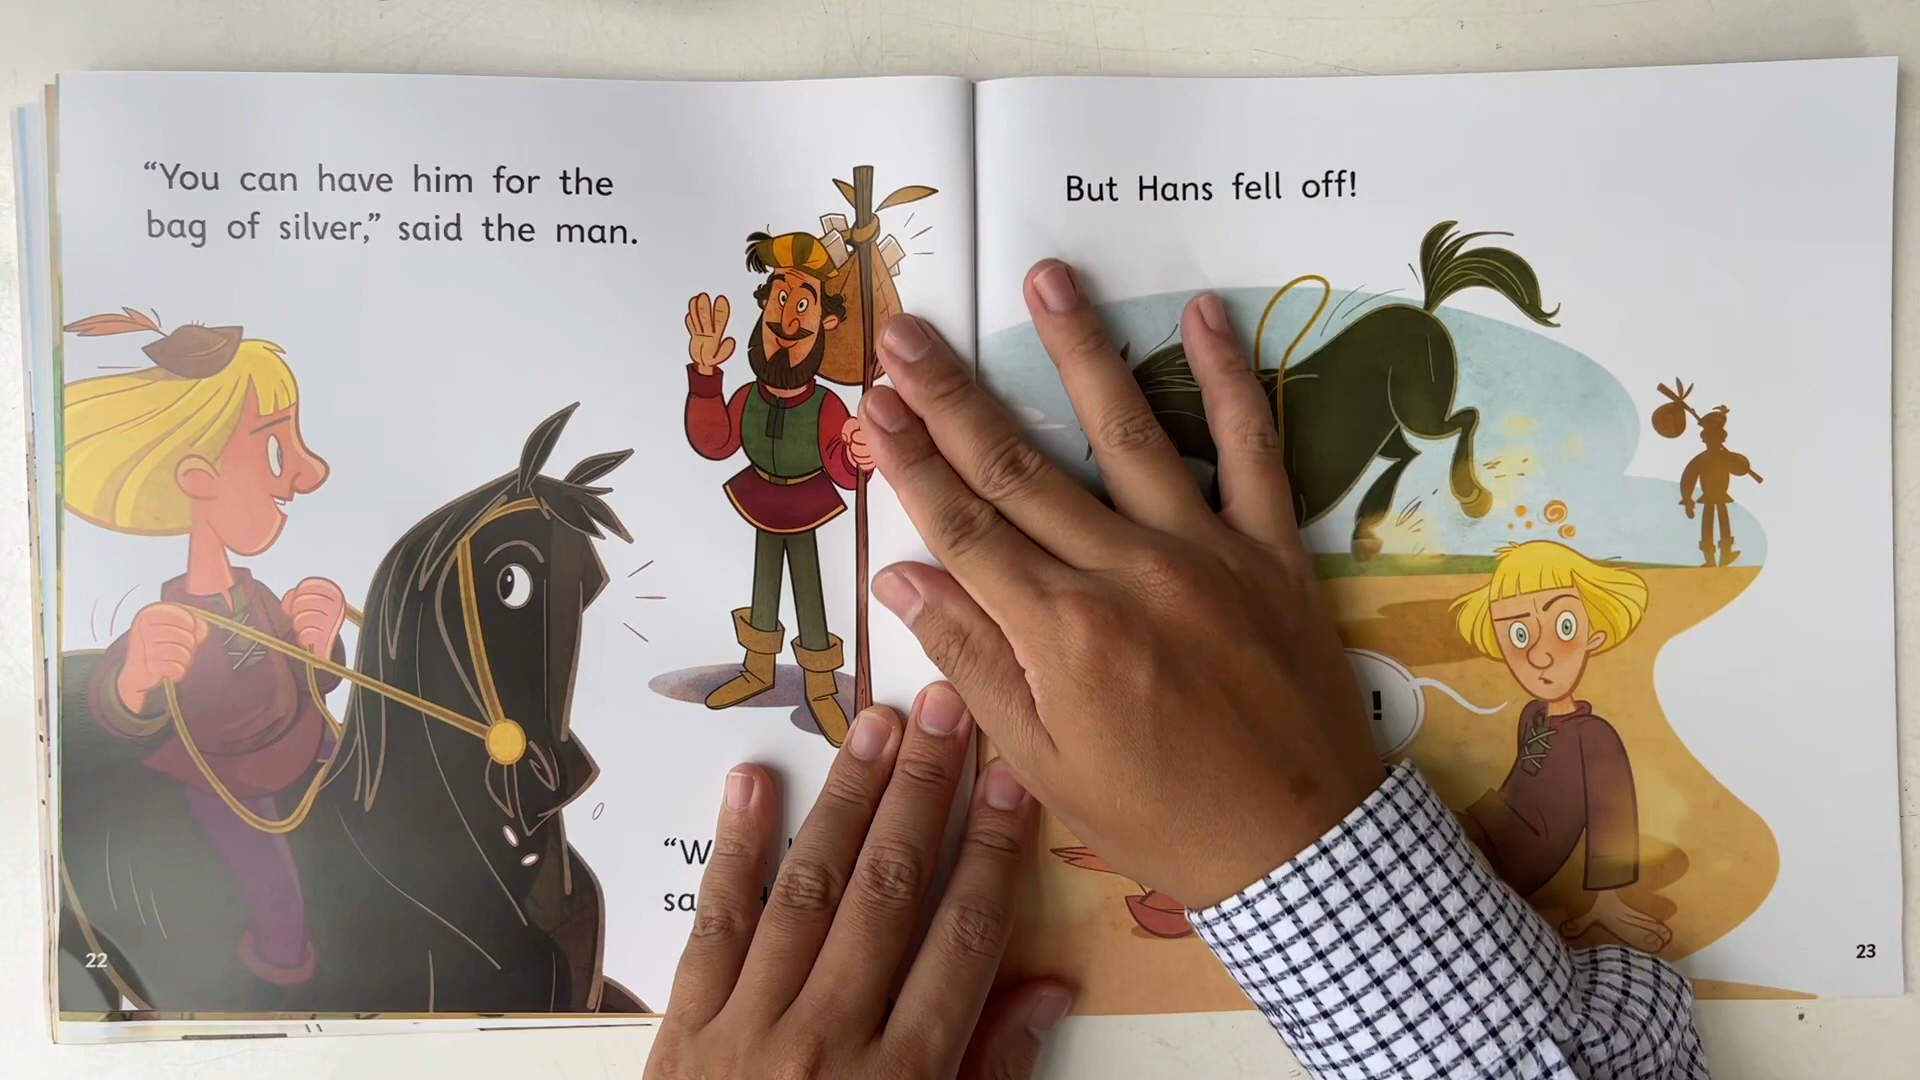 “You can have him for the
bag of silver,” said the man.
22
But Hans fell off!
!
23